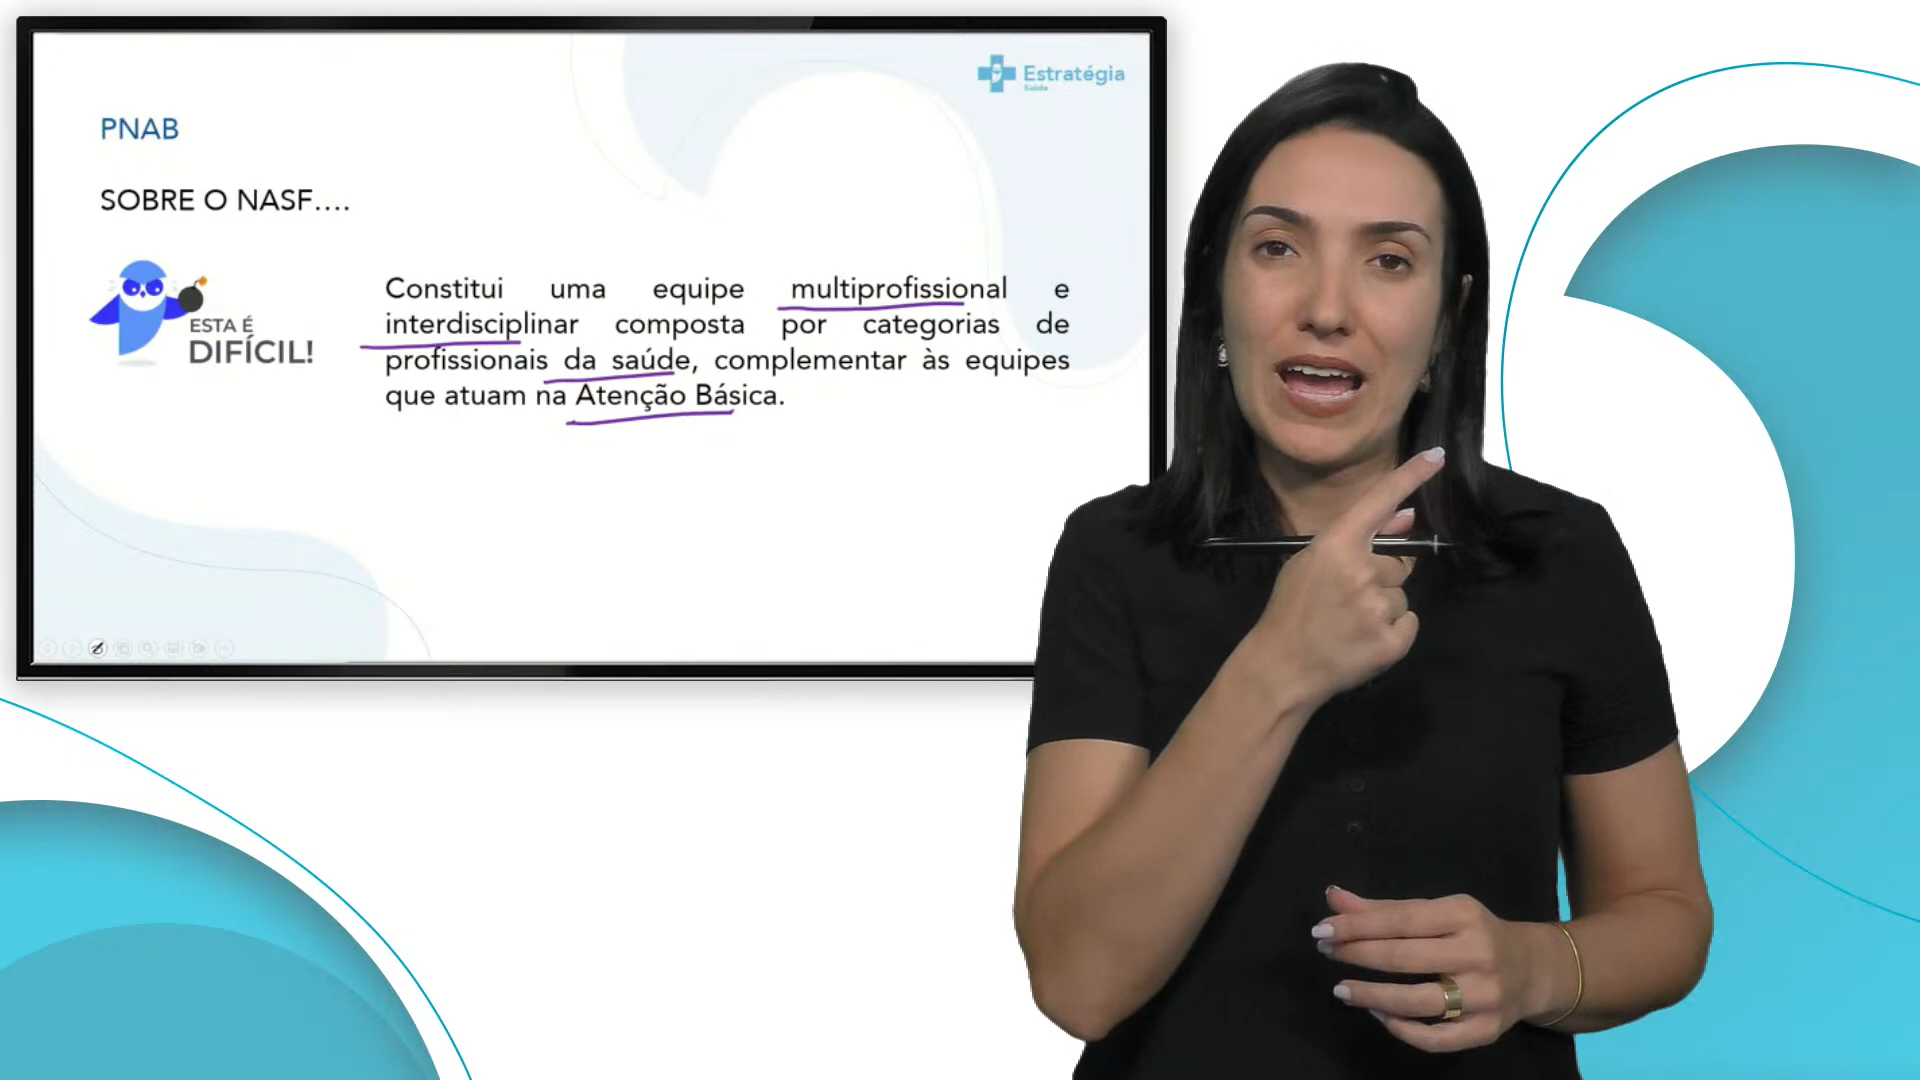 Estratégia
Saúde
PNAB
SOBRE O NASF....
ESTA É
DIFÍCIL!
Constitui uma equipe multiprofissional e
interdisciplinar composta por categorias de
profissionais da saúde, complementar às equipes
que atuam na Atenção Básica.